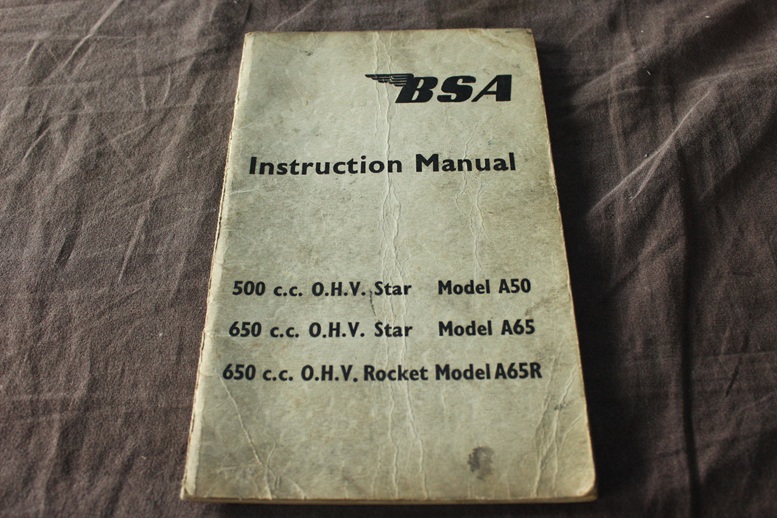 BSA
Instruction Manual
500 c.c. O.H.V. Star Model A50
650 c.c. O.H.V. Star Model A65
650 c.c. O.H.V. Rocket Model A65R